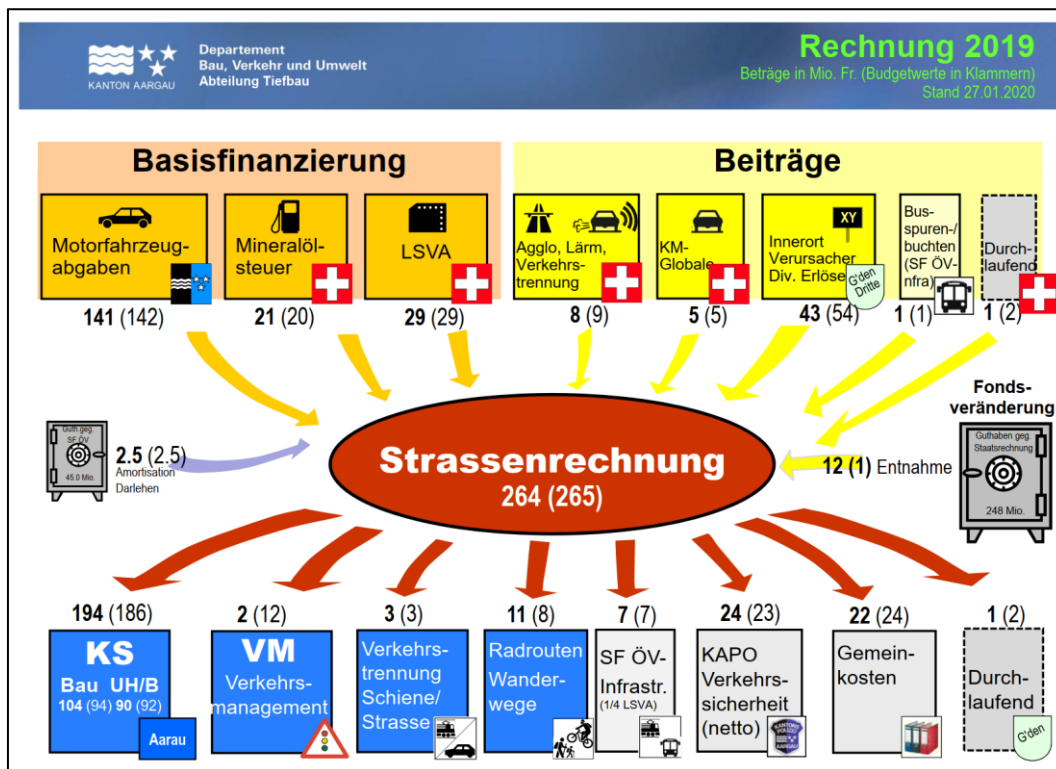 Departement
Bau, Verkehr und Umwelt
Abteilung Tiefbau
KANTON AARGAU
Rechnung 2019
Beträge in Mio. Fr. (Budgetwerte in Klammern)
Stand 27.01.2020
Basisfinanzierung
Beiträge
Motorfahrzeug-
abgaben
Mineralöl-
steuer
LSVA
Agglo, Lärm,
Verkehrs-
trennung
KM-
Globale
XY
Innerort
Verursacher
Div. Erlöse
G'den
Dritte
Bus-
spuren-/
buchten
(SF ÖV-
nfra)
Durch-
laufend
141 (142)
21 (20)
29 (29)
8 (9)
5 (5)
43 (54)
1 (1)
1 (2)
Fonds-
veränderung
Guth.geg.
SF ÖV
45.0 Mio.
2.5 (2.5)
Amortisation
Darlehen
Strassenrechnung
264 (265)
12 (1) Entnahme
Guthaben geg.
Staatsrechnung
248 Mio.
194 (186)
2 (12)
3 (3)
11 (8)
7 (7)
24 (23)
22 (24)
1 (2)
KS
Bau UH/B
104 (94) 90 (92)
Aarau
VM
Verkehrs-
management
Verkehrs-
trennung
Schiene/
Strasse
Radrouten
Wander-
wege
SF ÖV-
Infrastr.
(1/4 LSVA)
KAPO
Verkehrs-
sicherheit
(netto)
KANTONS
POLIZEI
AARGAU
Gemein-
kosten
Durch-
laufend
G'den